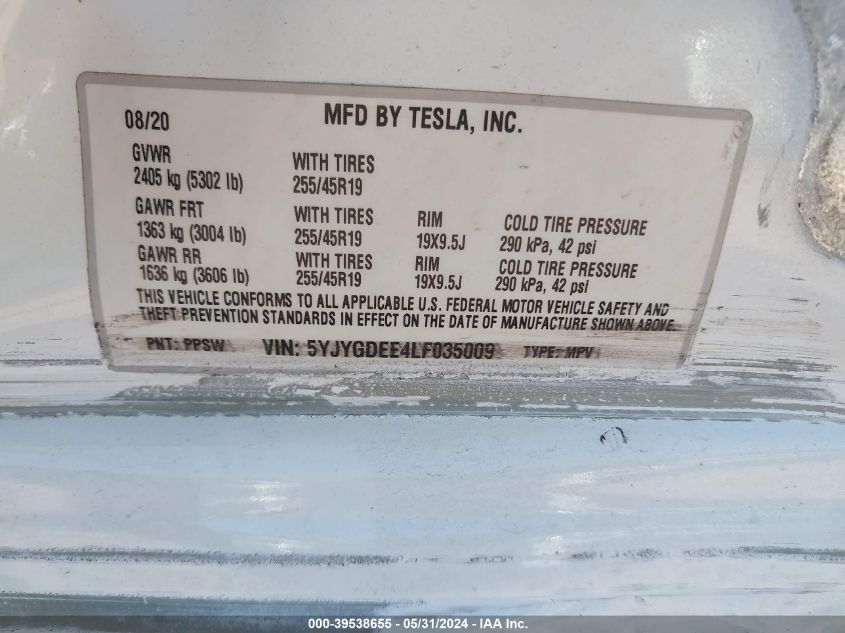 08/20 MFD BY TESLA, INC.
GVWR WITH TIRES
2405 kg (5302 lb) 255/45R19
GAWR FRT WITH TIRES RIM COLD TIRE PRESSURE
1363 kg (3004 lb) 255/45R19 19X9.5J 290 kPa, 42 psi
GAWR RR WITH TIRES RIM COLD TIRE PRESSURE
1636 kg (3606 lb) 255/45R19 19X9.5J 290 kPa, 42 psi
THIS VEHICLE CONFORMS TO ALL APPLICABLE U.S. FEDERAL MOTOR VEHICLE SAFETY AND
THEFT PREVENTION STANDARDS IN EFFECT ON THE DATE OF MANUFACTURE SHOWN ABOVE.
PNT: PPSW VIN: 5YJYGDEE4LF035009 TYPE: MPV
000-39538655 - 05/31/2024 - IAA Inc.